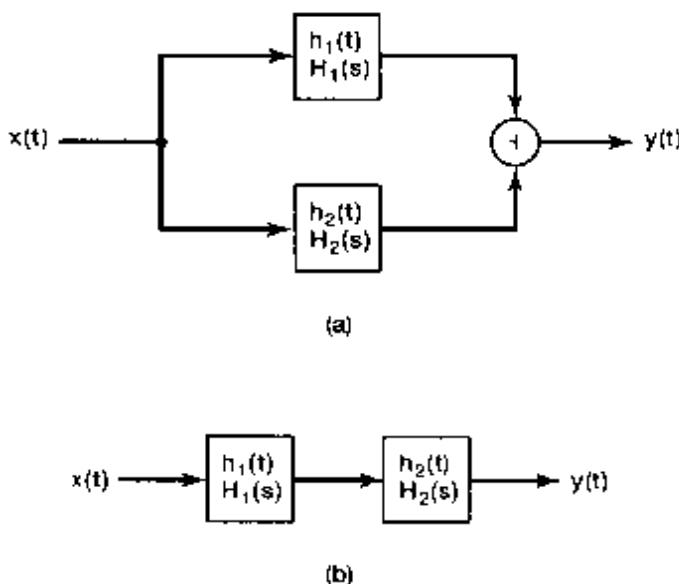 h₁(t)
H₁(s)
x(t)
+
y(t)
h₂(t)
H₂(s)
(a)
x(t)
h₁(t)
H₁(s)
h₂(t)
H₂(s)
y(t)
(b)